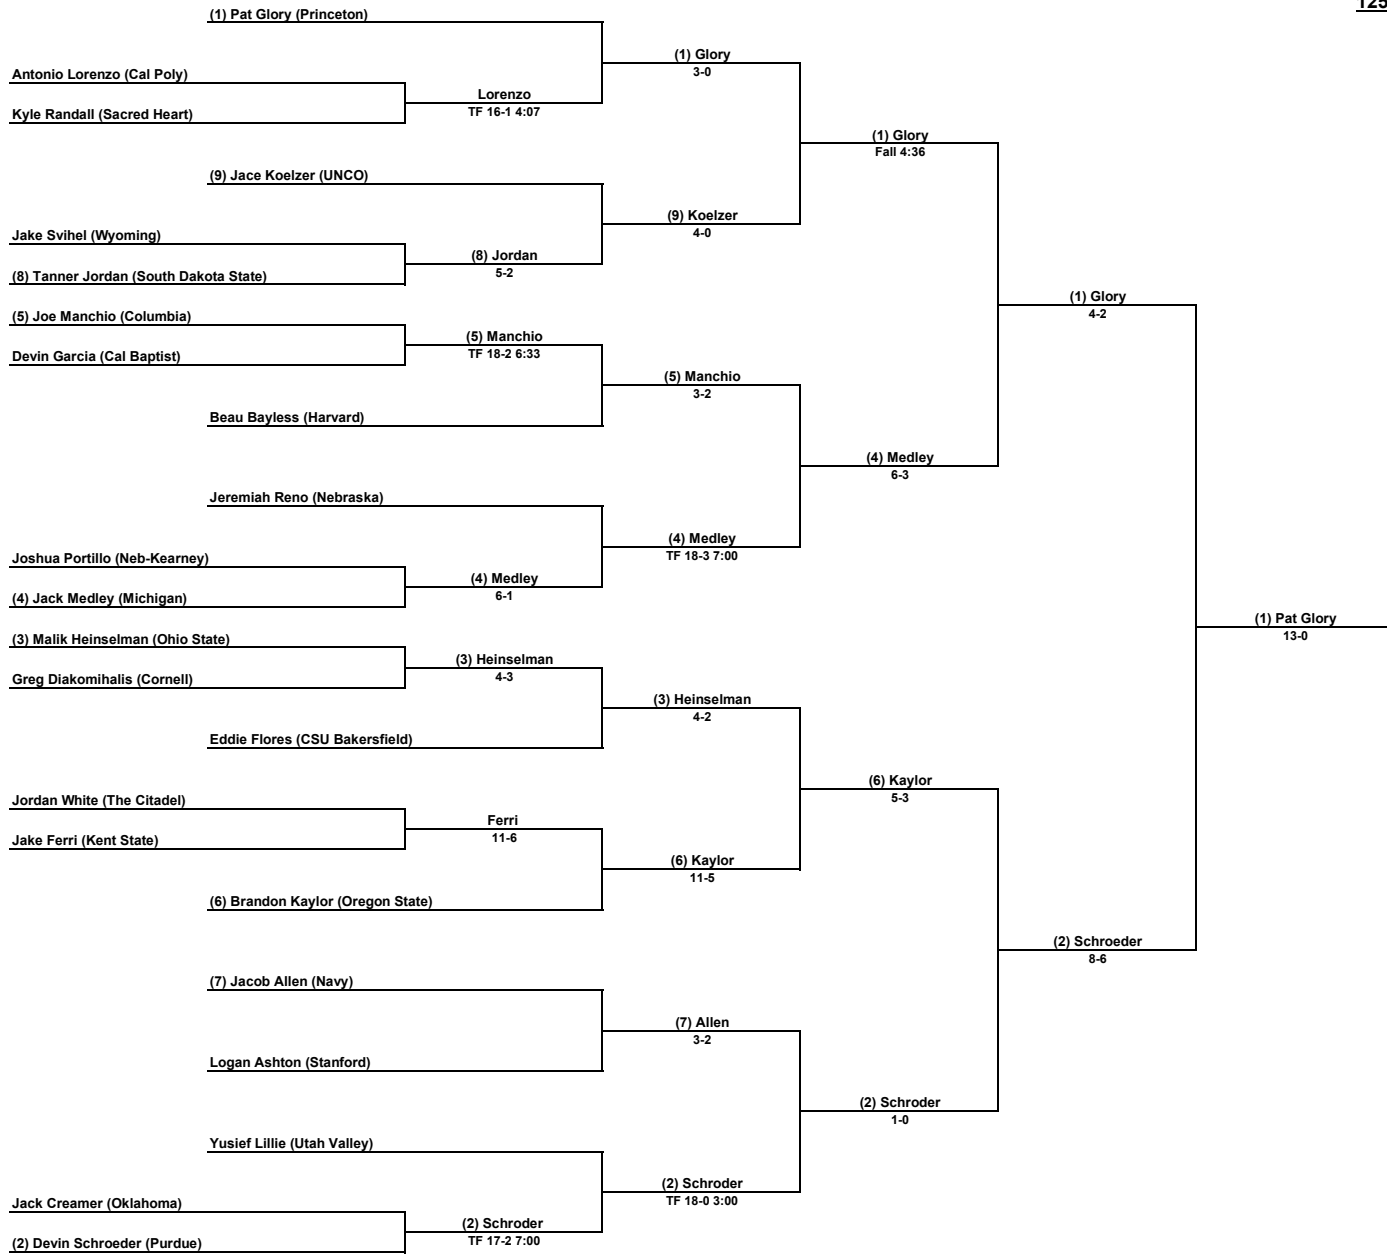 125
(1) Pat Glory (Princeton)
(1) Glory
3-0
Antonio Lorenzo (Cal Poly)
Lorenzo
TF 16-1 4:07
Kyle Randall (Sacred Heart)
(1) Glory
Fall 4:36
(9) Jace Koelzer (UNCO)
(9) Koelzer
4-0
Jake Svihel (Wyoming)
(8) Jordan
5-2
(8) Tanner Jordan (South Dakota State)
(1) Glory
4-2
(5) Joe Manchio (Columbia)
(5) Manchio
TF 18-2 6:33
Devin Garcia (Cal Baptist)
(5) Manchio
3-2
Beau Bayless (Harvard)
(4) Medley
6-3
Jeremiah Reno (Nebraska)
(4) Medley
TF 18-3 7:00
Joshua Portillo (Neb-Kearney)
(4) Medley
6-1
(4) Jack Medley (Michigan)
(1) Pat Glory
13-0
(3) Malik Heinselman (Ohio State)
(3) Heinselman
4-3
Greg Diakomihalis (Cornell)
(3) Heinselman
4-2
Eddie Flores (CSU Bakersfield)
(6) Kaylor
5-3
Jordan White (The Citadel)
Ferri
11-6
Jake Ferri (Kent State)
(6) Kaylor
11-5
(6) Brandon Kaylor (Oregon State)
(2) Schroeder
8-6
(7) Jacob Allen (Navy)
(7) Allen
3-2
Logan Ashton (Stanford)
(2) Schroder
1-0
Yusief Lillie (Utah Valley)
(2) Schroder
TF 18-0 3:00
Jack Creamer (Oklahoma)
(2) Schroder
TF 17-2 7:00
(2) Devin Schroeder (Purdue)